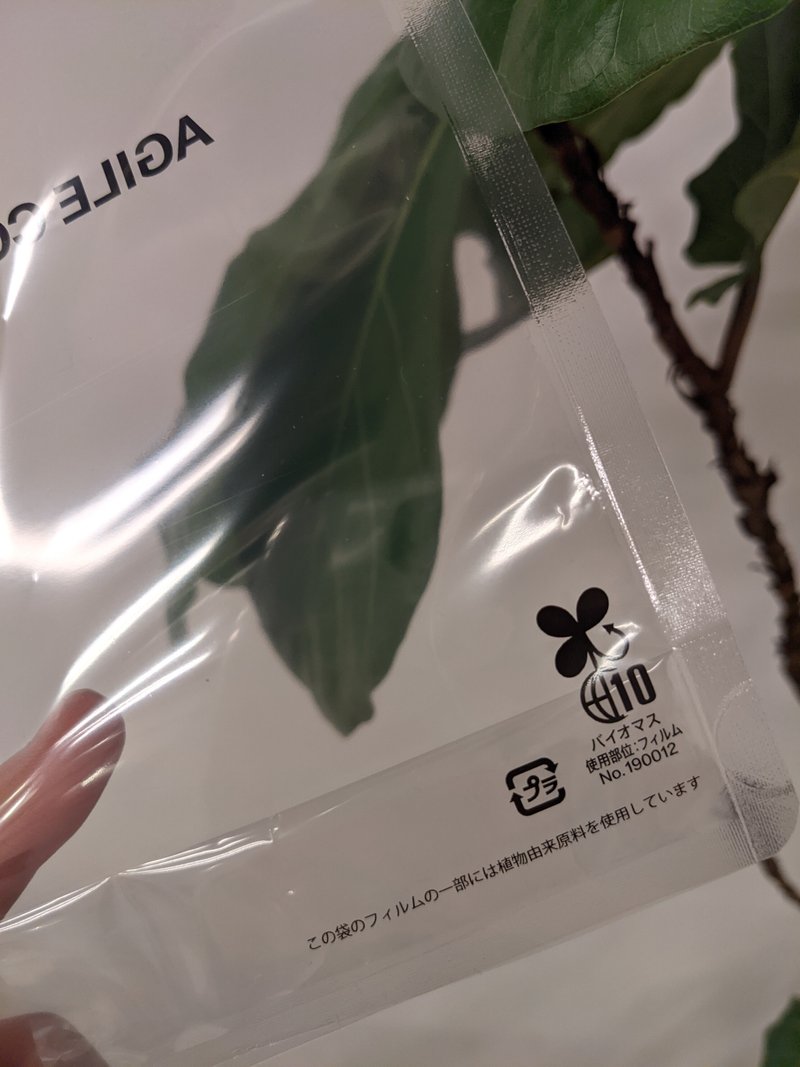 AGILE CO
10
バイオマス
使用部位:フィルム
No.190012
プラ
この袋のフィルムの一部には植物由来原料を使用しています